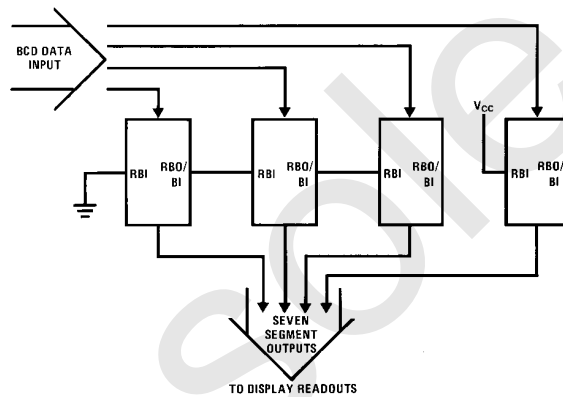 BCD DATA
INPUT
VCC
RBI
RBO/
BI
RBI
RBO/
BI
RBI
RBO/
BI
RBI
RBO/
BI
SEVEN
SEGMENT
OUTPUTS
TO DISPLAY READOUTS